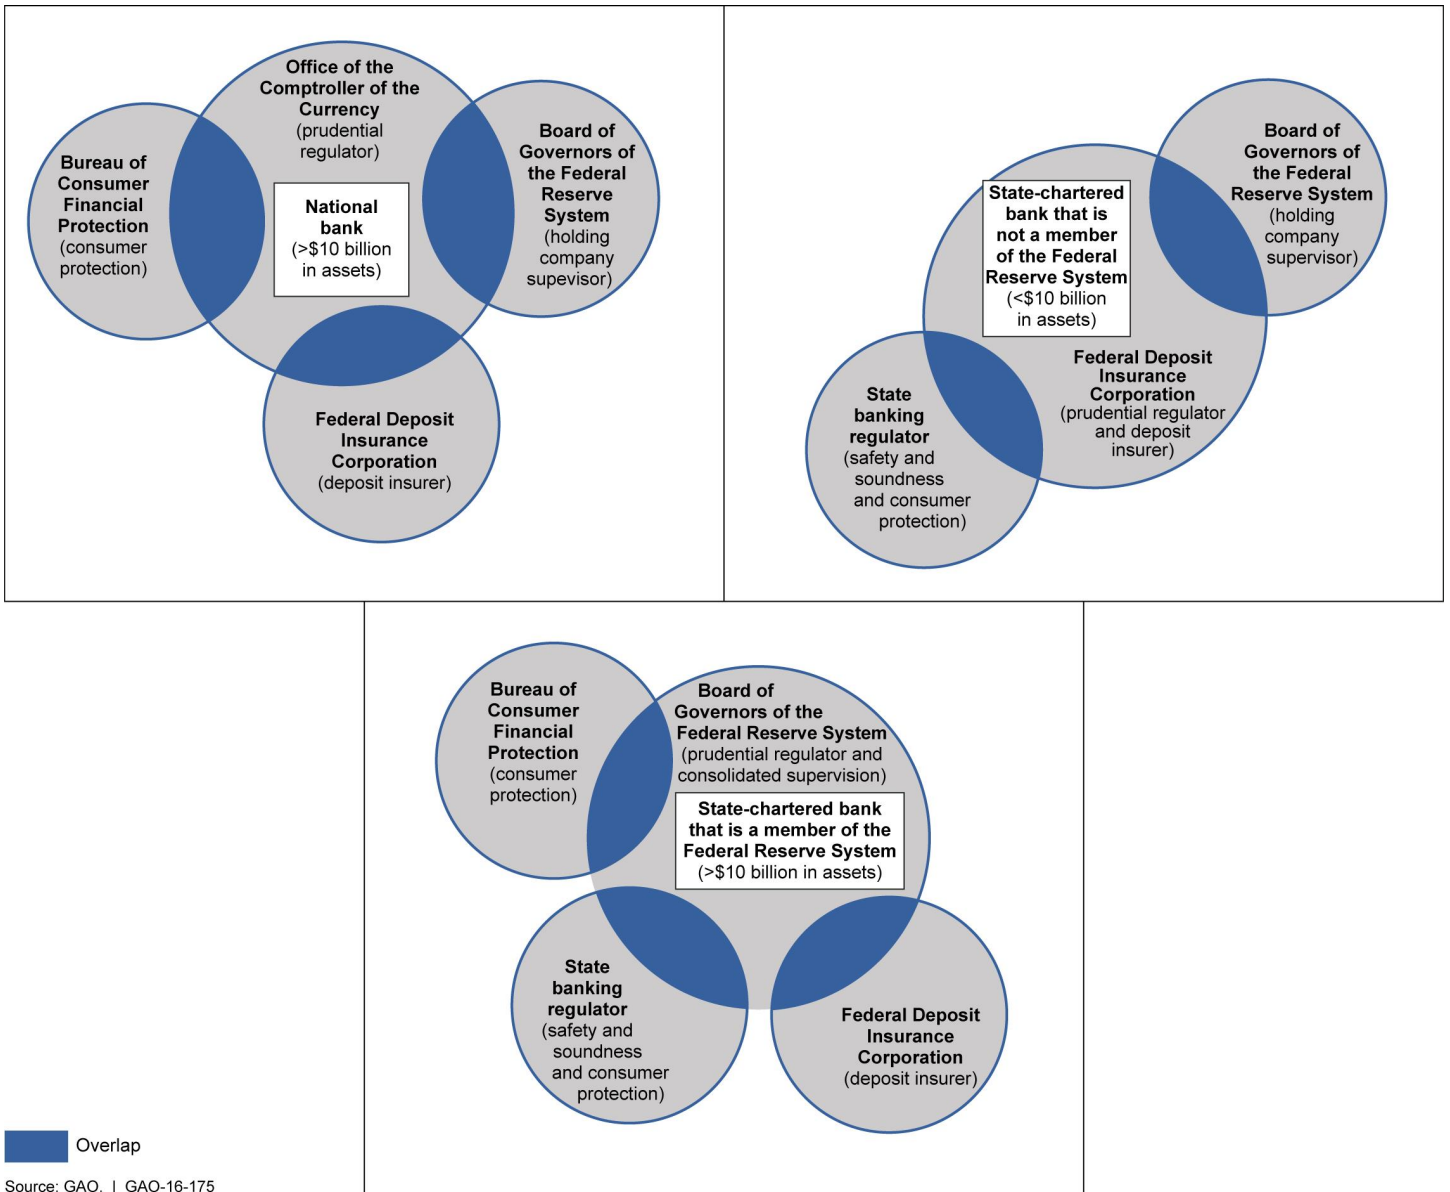 Office of the
Comptroller of the
Currency
(prudential
regulator)
Bureau of
Consumer
Financial
Protection
(consumer
protection)
National
bank
(>$10 billion
in assets)
Board of
Governors of
the Federal
Reserve
System
(holding
company
supervisor)
Federal Deposit
Insurance
Corporation
(deposit insurer)
Board of
Governors of
the Federal
Reserve System
(holding
company
supervisor)
State-chartered
bank that is
not a member
of the Federal
Reserve System
(<$10 billion
in assets)
Federal Deposit
Insurance
Corporation
(prudential regulator
and deposit
insurer)
State
banking
regulator
(safety and
soundness
and consumer
protection)
Bureau of
Consumer
Financial
Protection
(consumer
protection)
Board of
Governors of the
Federal Reserve System
(prudential regulator and
consolidated supervision)
State-chartered bank
that is a member of the
Federal Reserve System
(>$10 billion in assets)
State
banking
regulator
(safety and
soundness
and consumer
protection)
Federal Deposit
Insurance
Corporation
(deposit insurer)
Overlap
Source: GAO. | GAO-16-175